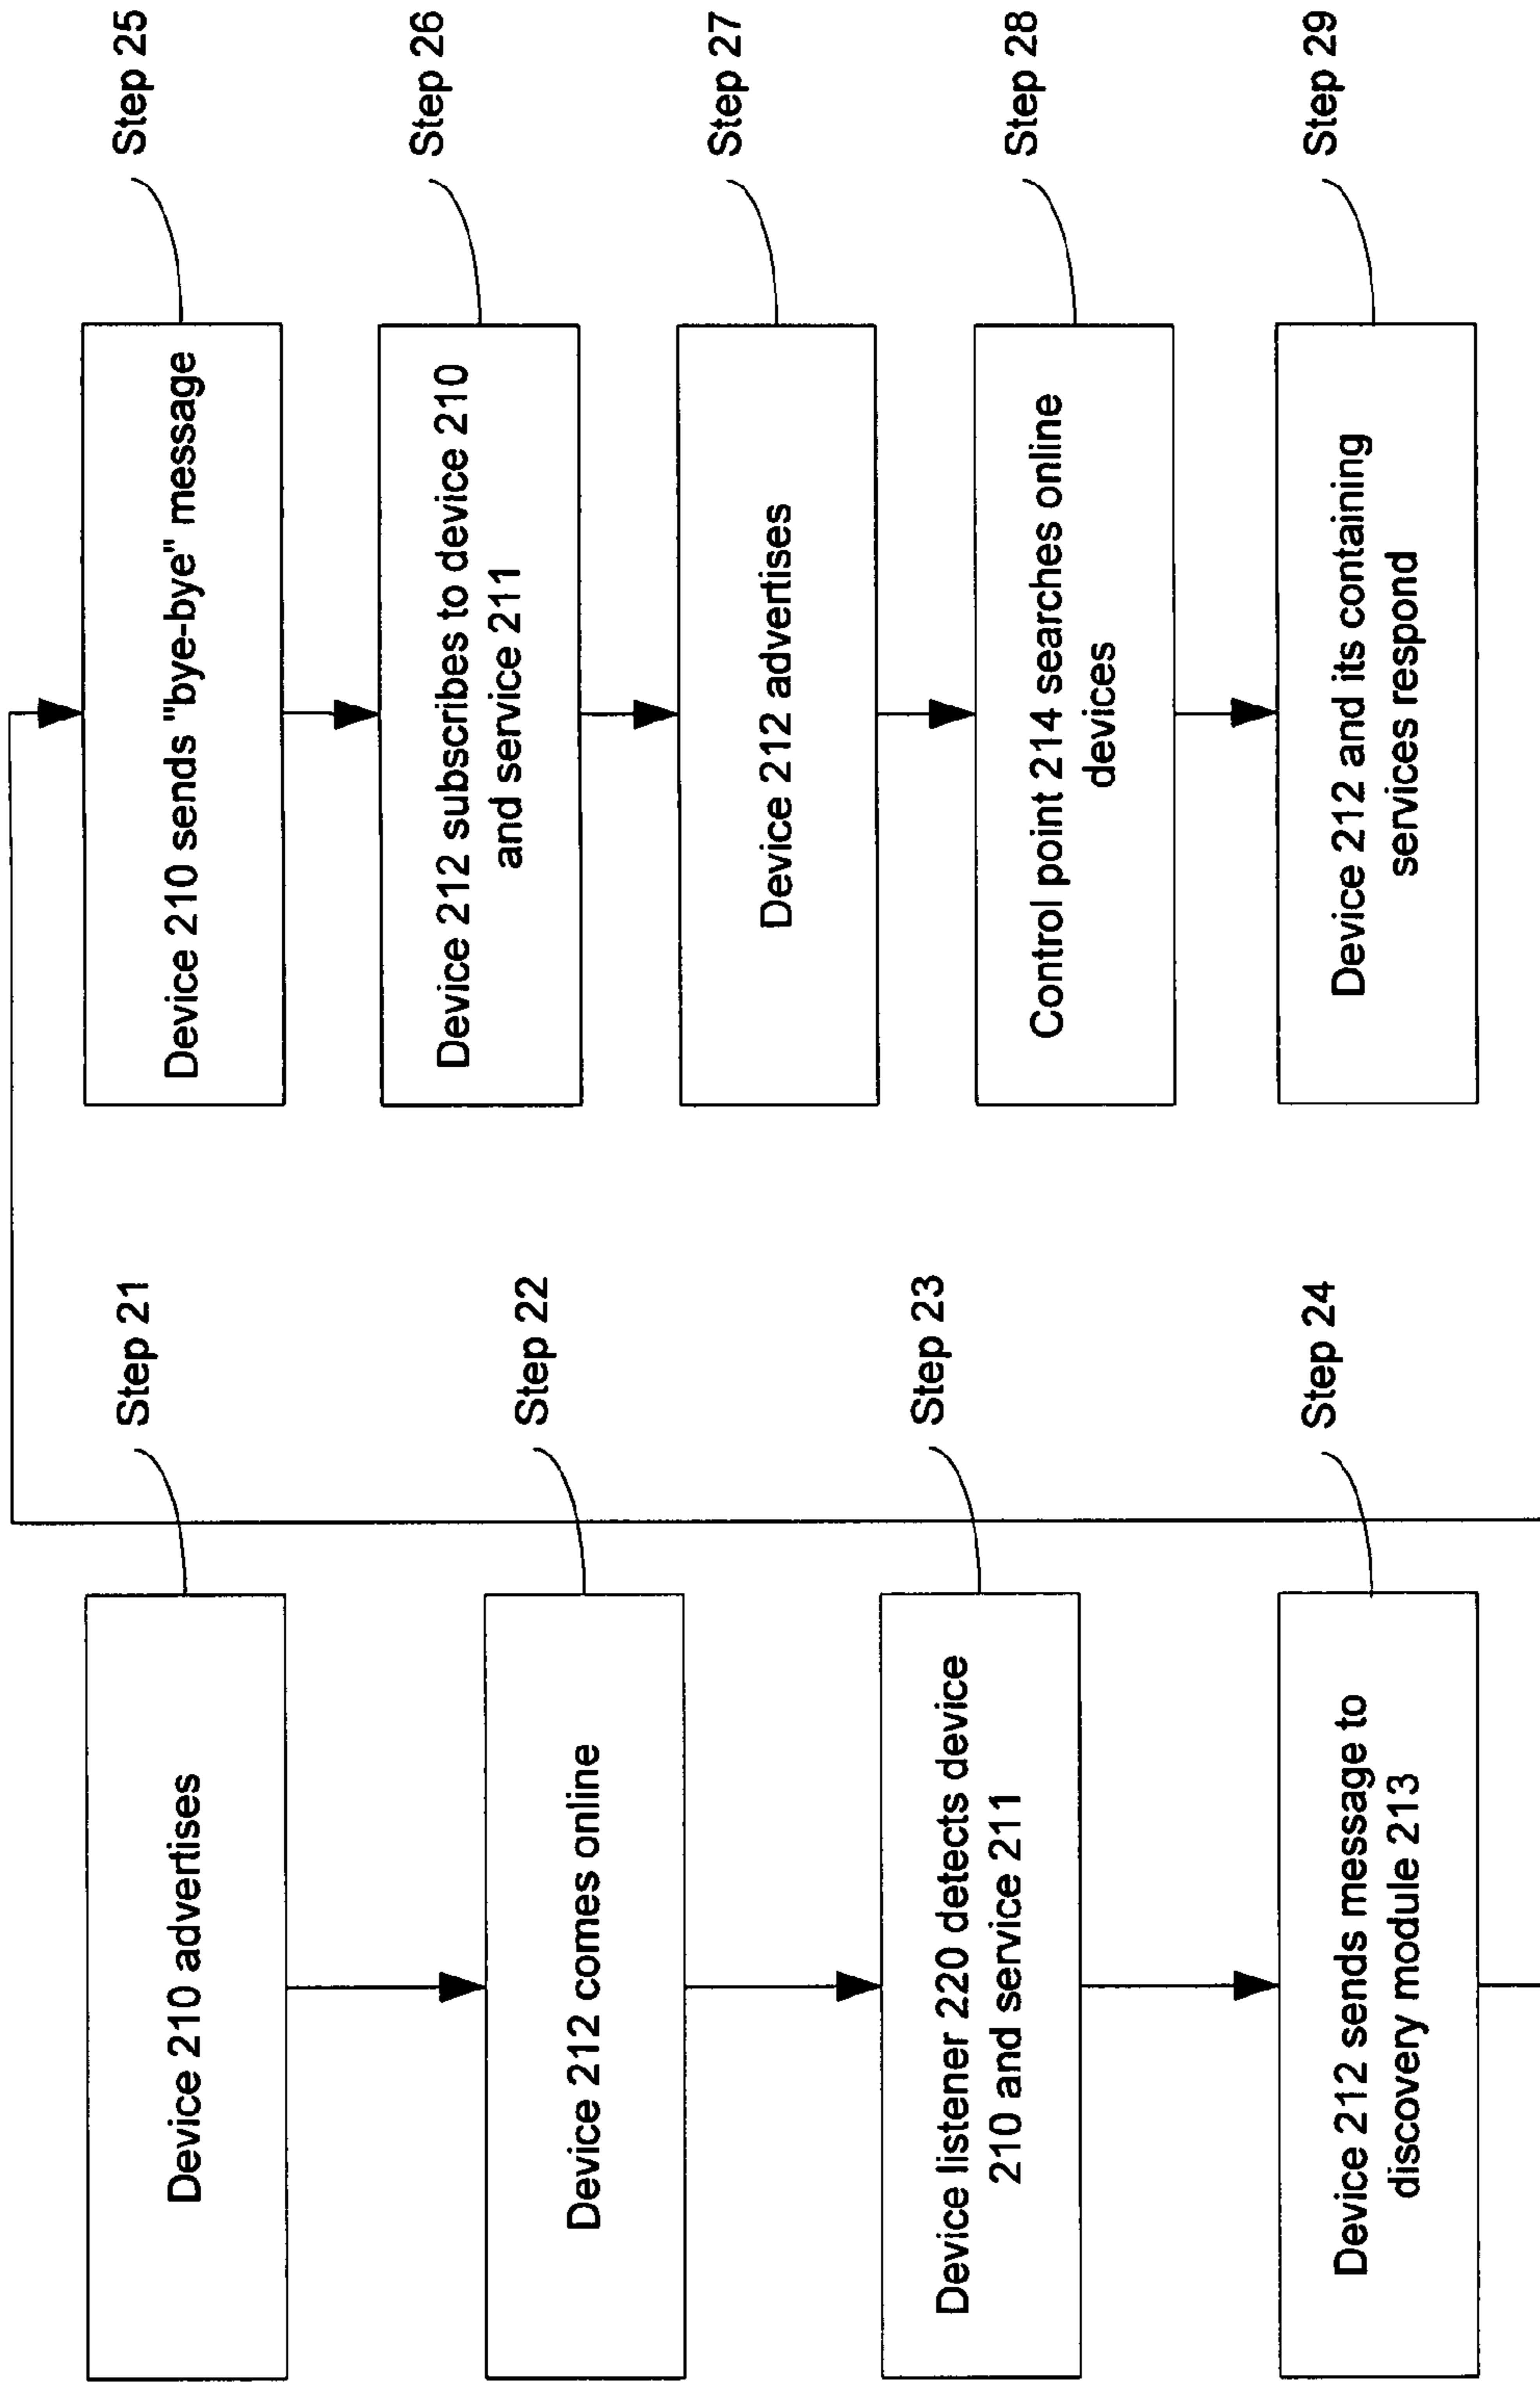 Device 210 advertises
Step 21
Device 212 comes online
Step 22
Device listener 220 detects device
210 and service 211
Step 23
Device 212 sends message to
discovery module 213
Step 24
Device 210 sends "bye-bye" message
Step 25
Device 212 subscribes to device 210
and service 211
Step 26
Device 212 advertises
Step 27
Control point 214 searches online
devices
Step 28
Device 212 and its containing
services respond
Step 29